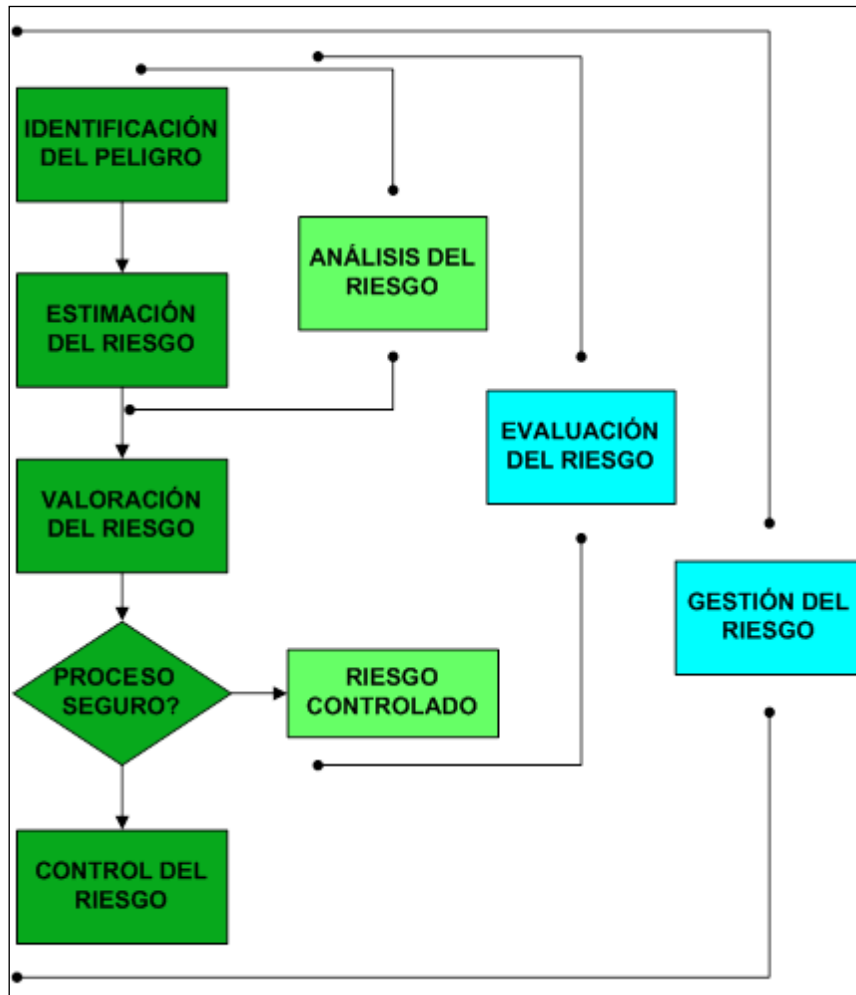 IDENTIFICACIÓN
DEL PELIGRO
ANÁLISIS DEL
RIESGO
ESTIMACIÓN
DEL RIESGO
EVALUACIÓN
DEL RIESGO
VALORACIÓN
DEL RIESGO
GESTIÓN DEL
RIESGO
PROCESO
SEGURO?
RIESGO
CONTROLADO
CONTROL DEL
RIESGO